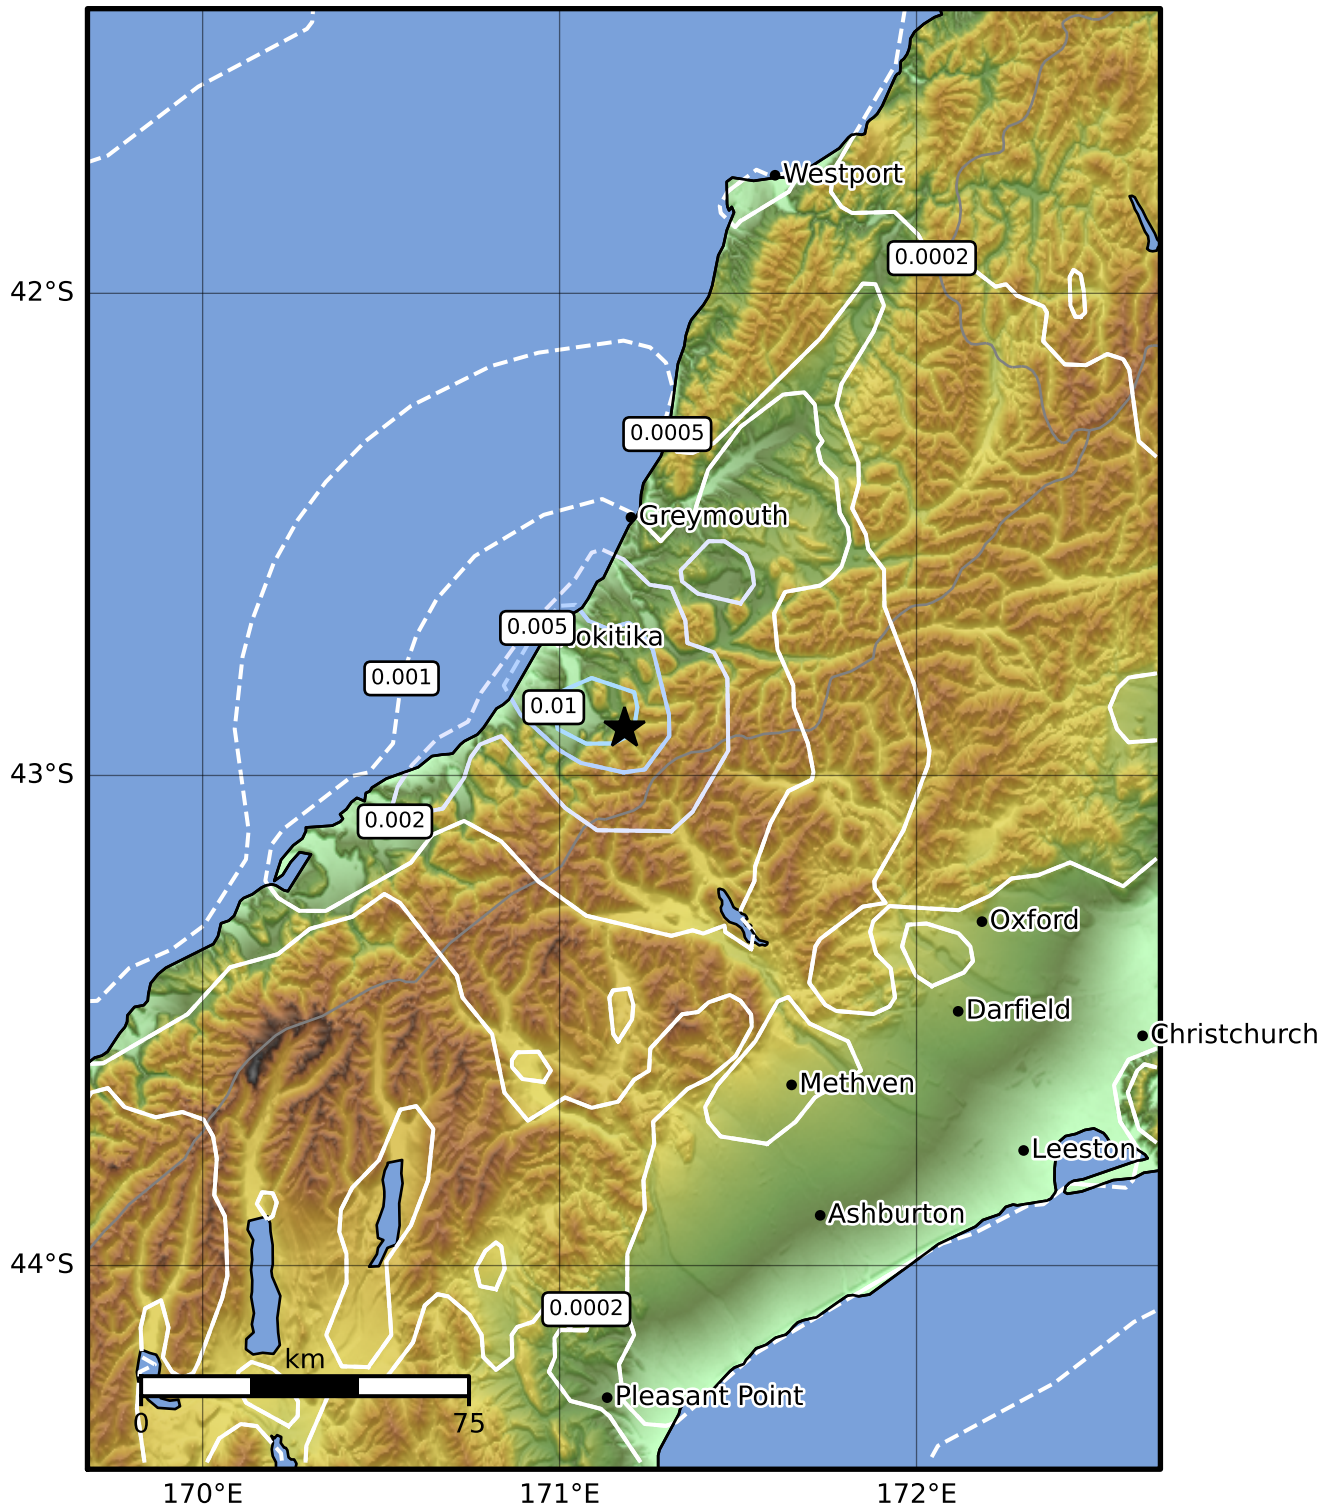 Westport
0.0002
42°S
0.0005
Greymouth
0.005
okitika
0.001
0.01
43°S
0.002
Oxford
Darfield
Christchurch
Methven
Leeston
Ashburton
44°S
0.0002
km
Pleasant Point
0
75
170°E
171°E
172°E